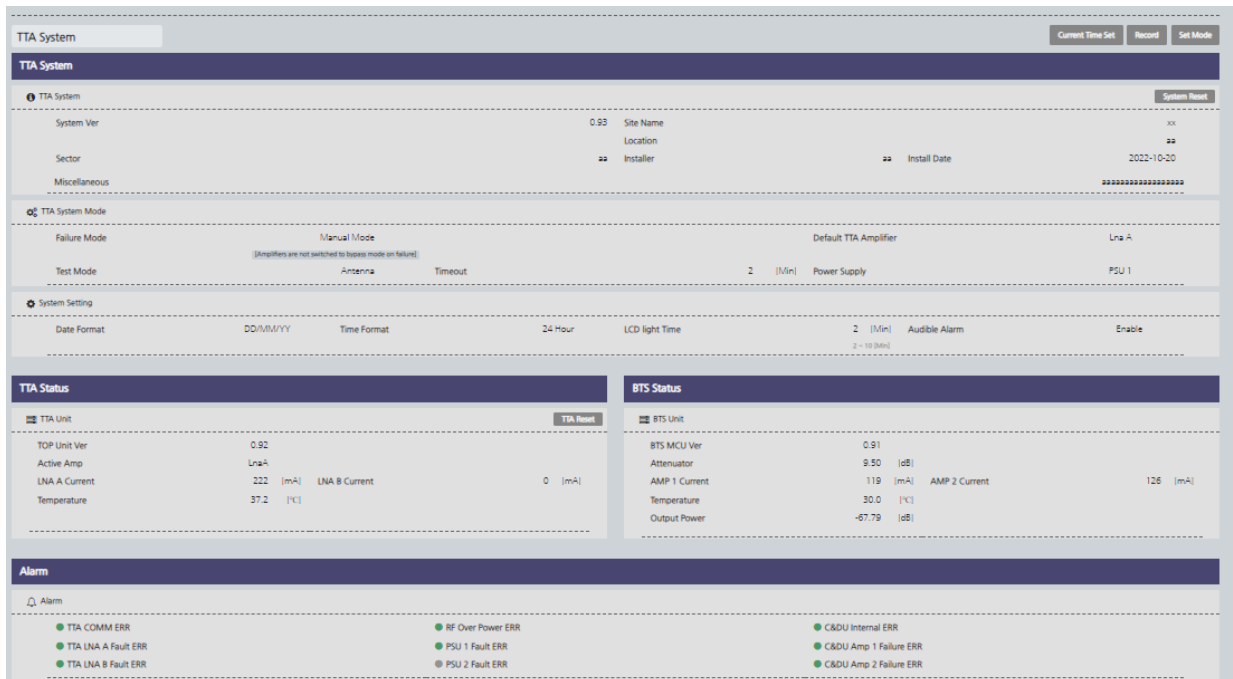 TTA System
Current Time Set Record Set Mode
TTA System
TTA System System Reset
System Ver 0.93 Site Name xx
Location aa
Sector aa Installer aa Install Date 2022-10-20
Miscellaneous aaaaaaaaaaaaaaaaaa
TTA System Mode
Failure Mode Manual Mode Default TTA Amplifier Lna A
[Amplifiers are not switched to bypass mode on failure]
Test Mode Antenna Timeout 2 [Min] Power Supply PSU 1
System Setting
Date Format DD/MM/YY Time Format 24 Hour LCD light Time 2 [Min] Audible Alarm Enable
2 ~ 10 [Min]
TTA Status BTS Status
TTA Unit TTA Reset BTS Unit
TOP Unit Ver 0.92 BTS MCU Ver 0.91
Active Amp LnaA Attenuator 9.50 [dB]
LNA A Current 222 [mA] LNA B Current 0 [mA] AMP 1 Current 119 [mA] AMP 2 Current 126 [mA]
Temperature 37.2 [°C] Temperature 30.0 [°C]
Output Power -67.79 [dB]
Alarm
Alarm
TTA COMM ERR RF Over Power ERR C&DU Internal ERR
TTA LNA A Fault ERR PSU 1 Fault ERR C&DU Amp 1 Failure ERR
TTA LNA B Fault ERR PSU 2 Fault ERR C&DU Amp 2 Failure ERR